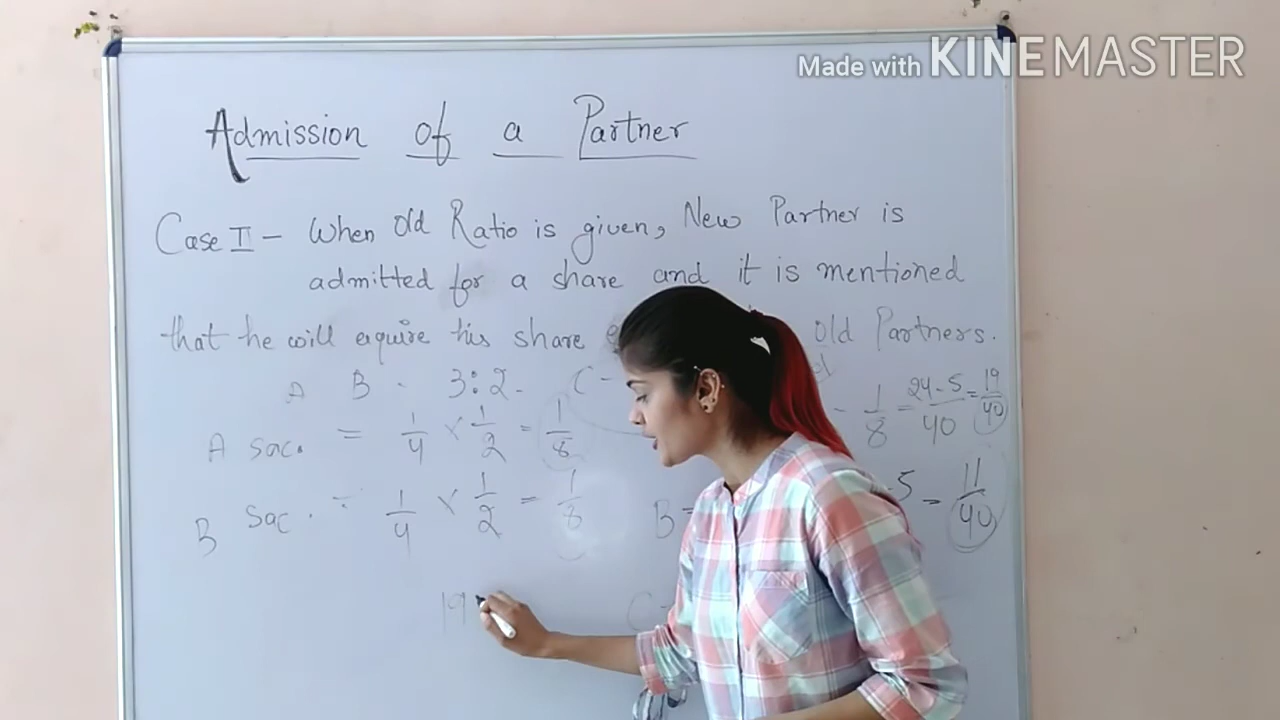 Made with KINEMASTER
Admission of a Partner
Case I - When Old Ratio is given, New Partner is
admitted for a share and it is mentioned
that he will equire his share old Partners.
A B - 3:2. C -
A sac. = 1/4 × 1/2 = 1/8 - 1/8 = 24-5/40 = 19/40
B sac. = 1/4 × 1/2 = 1/8 B = -5 = 11/40
19 C